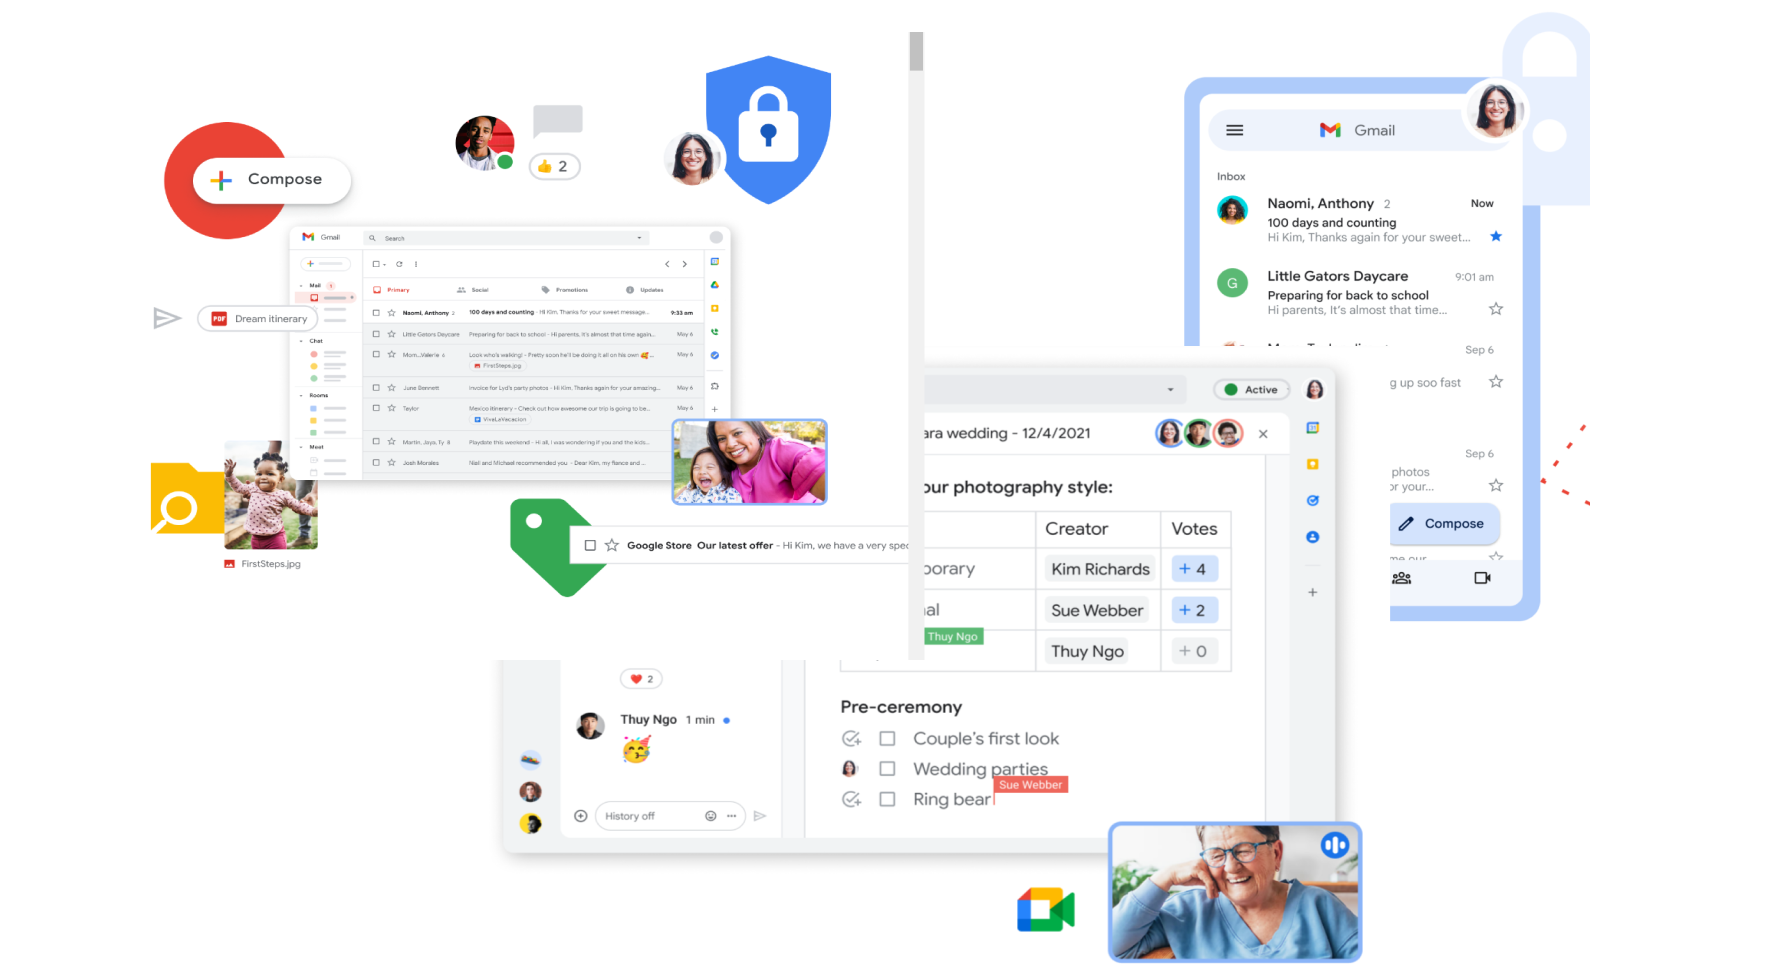 Compose
👍 2
Gmail
Search
Mail
Primary
Social
Promotions
Updates
Naomi, Anthony 2 100 days and counting - Hi Kim, Thanks for your sweet message... 9:33 am
Little Gators Daycare Preparing for back to school - Hi parents, It's almost that time again... May 6
Mom...Valerie 6 Look who's walking! - Pretty soon he'll be doing it all on his own 🥰 ... May 6
FirstSteps.jpg
June Bennett Invoice for Lyd's party photos - Hi Kim, Thanks again for your amazing... May 6
Taylor Mexico Itinerary - Check out how awesome our trip is going to be... May 6
VivaLaVacacion
Martin, Jaya, Ty 8 Playdate this weekend - Hi all, I was wondering if you and the kids...
Josh Morales Niall and Michael recommended you - Dear Kim, my fiance and ...
Chat
Rooms
Meet
PDF Dream itinerary
FirstSteps.jpg
Google Store Our latest offer - Hi Kim, we have a very spec
Gmail
Inbox
Naomi, Anthony 2 Now
100 days and counting
Hi Kim, Thanks again for your sweet...
G
Little Gators Daycare 9:01 am
Preparing for back to school
Hi parents, It's almost that time...
Sep 6
g up soo fast
Sep 6
photos
or your...
Compose
Active
ara wedding - 12/4/2021
our photography style:
Creator Votes
porary Kim Richards + 4
nal Sue Webber + 2
Thuy Ngo
Thuy Ngo + 0
❤️ 2
Thuy Ngo 1 min
🥳
History off
Pre-ceremony
Couple's first look
Wedding parties
Sue Webber
Ring bear